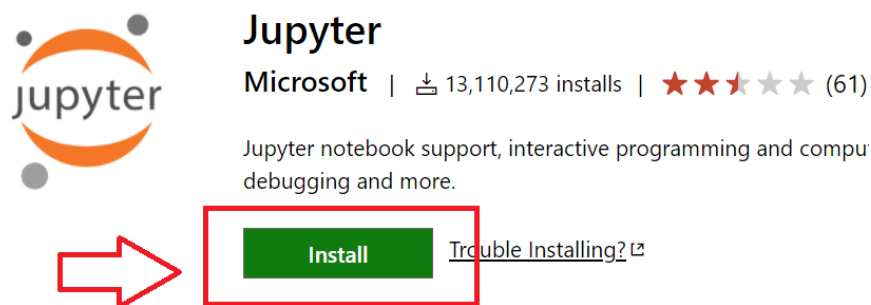 Jupyter
jupyter
Microsoft | 13,110,273 installs | (61)
Jupyter notebook support, interactive programming and comput
debugging and more.
Install Trouble Installing?